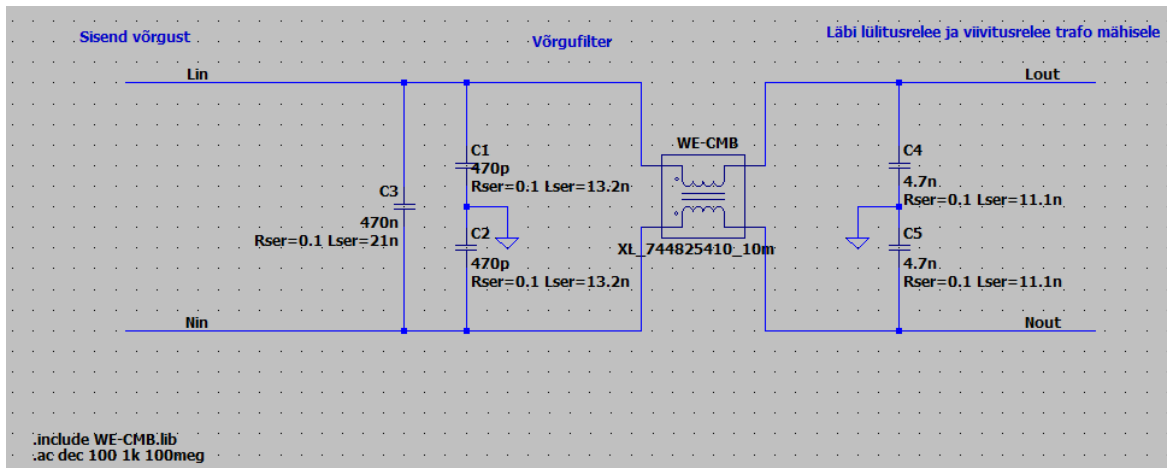 Sisend võrgust
Võrgufilter
Läbi lülitusrelee ja viivitusrelee trafo mähisele
Lin
Lout
WE-CMB
C1
470p
Rser=0.1 Lser=13.2n
C3
470n
Rser=0.1 Lser=21n
C2
470p
Rser=0.1 Lser=13.2n
XL_744825410_10m
C4
4.7n
Rser=0.1 Lser=11.1n
C5
4.7n
Rser=0.1 Lser=11.1n
Nin
Nout
.include WE-CMB.lib
.ac dec 100 1k 100meg